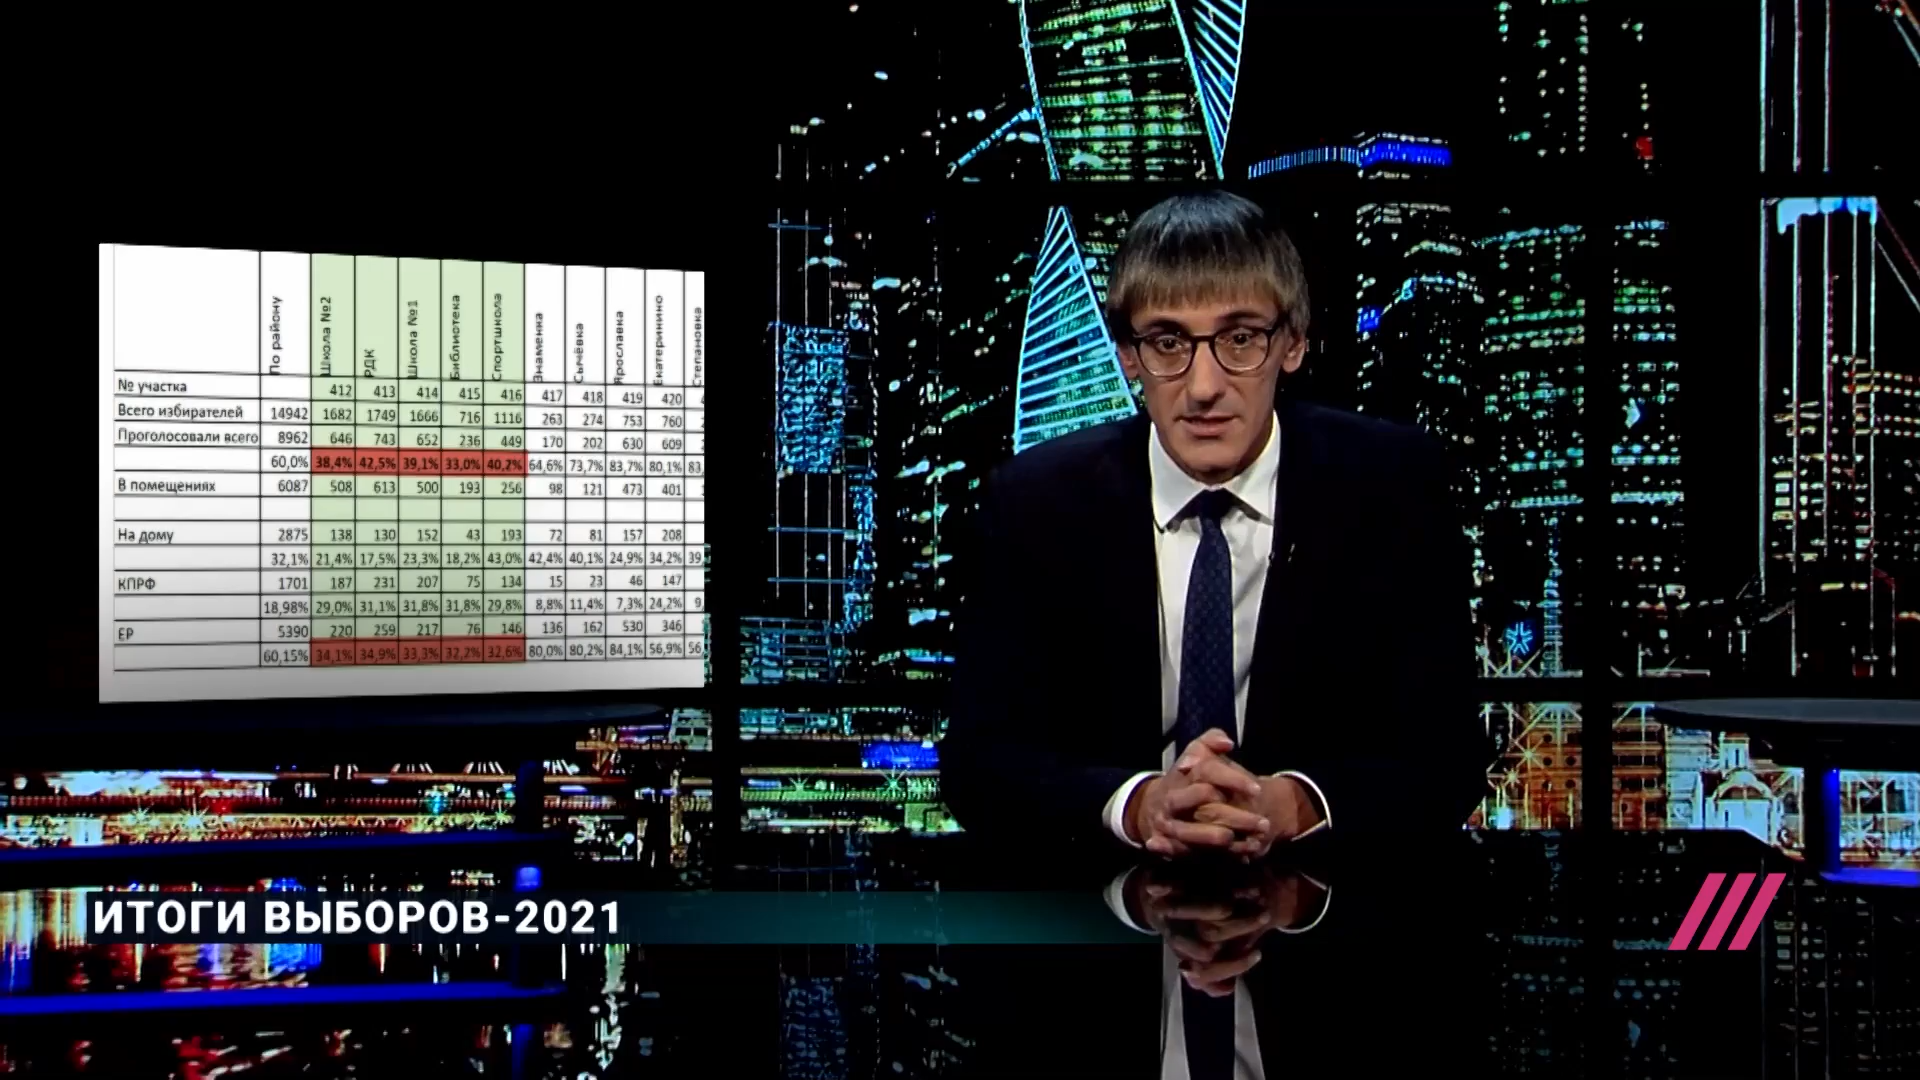 По району Школа №2 РДК Школа №1 Библиотека Спортшкола Знаменка Сычёвка Ярославка Екатеринино Степановка
№ участка 412 413 414 415 416 417 418 419 420
Всего избирателей 14942 1682 1749 1666 716 1116 263 274 753 760
Проголосовали всего 8962 646 743 652 236 449 170 202 630 609
60,0% 38,4% 42,5% 39,1% 33,0% 40,2% 64,6% 73,7% 83,7% 80,1% 83,
В помещениях 6087 508 613 500 193 256 98 121 473 401
На дому 2875 138 130 152 43 193 72 81 157 208
32,1% 21,4% 17,5% 23,3% 18,2% 43,0% 42,4% 40,1% 24,9% 34,2% 39,
КПРФ 1701 187 231 207 75 134 15 23 46 147
18,98% 29,0% 31,1% 31,8% 31,8% 29,8% 8,8% 11,4% 7,3% 24,2% 9,
ЕР 5390 220 259 217 76 146 136 162 530 346
60,15% 34,1% 34,9% 33,3% 32,2% 32,6% 80,0% 80,2% 84,1% 56,9% 56,
ИТОГИ ВЫБОРОВ-2021